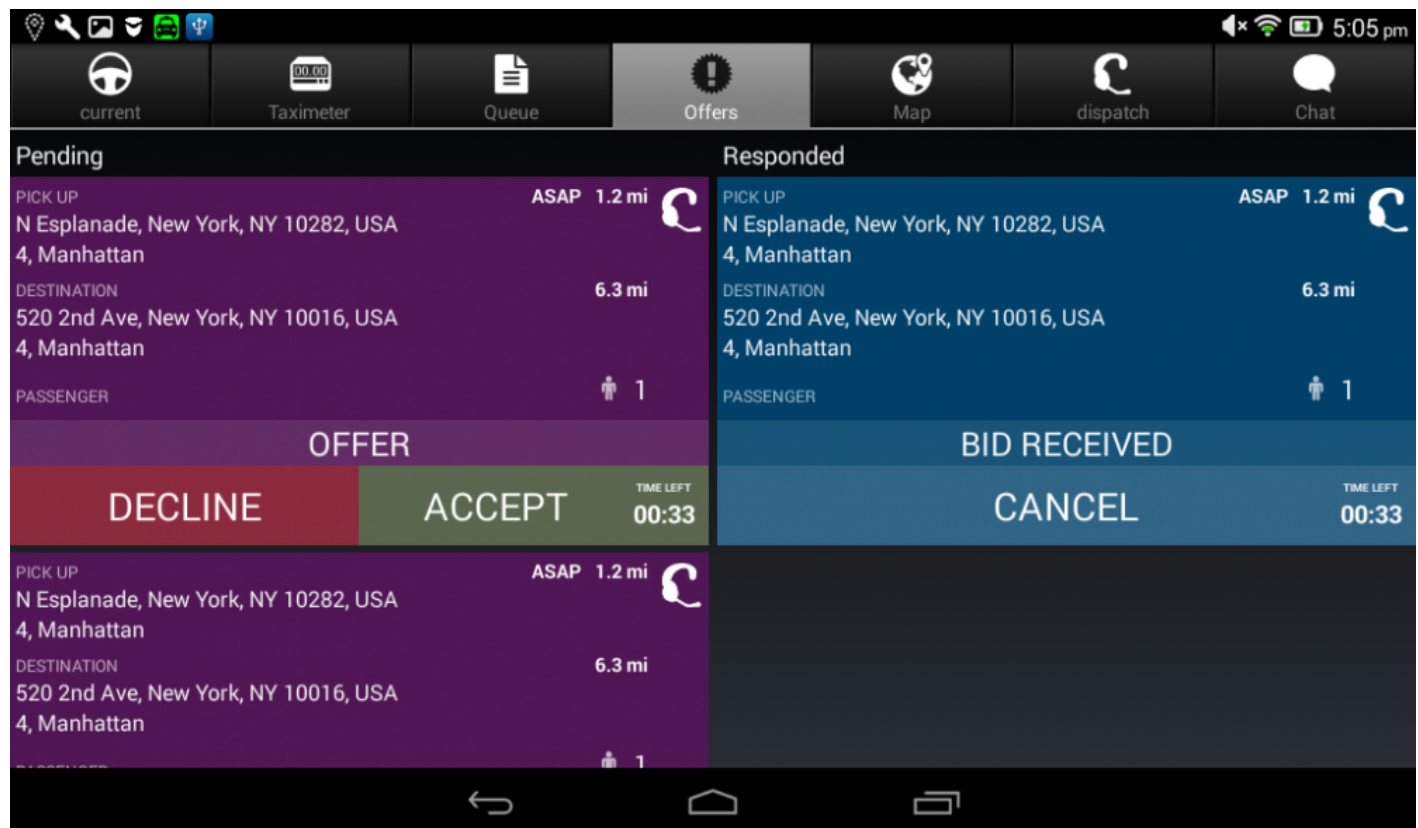 5:05 pm
current
00.00
Taximeter
Queue
Offers
Map
dispatch
Chat
Pending
PICK UP
ASAP 1.2 mi
N Esplanade, New York, NY 10282, USA
4, Manhattan
DESTINATION
6.3 mi
520 2nd Ave, New York, NY 10016, USA
4, Manhattan
PASSENGER
1
OFFER
DECLINE
ACCEPT
TIME LEFT
00:33
PICK UP
ASAP 1.2 mi
N Esplanade, New York, NY 10282, USA
4, Manhattan
DESTINATION
6.3 mi
520 2nd Ave, New York, NY 10016, USA
4, Manhattan
1
Responded
PICK UP
ASAP 1.2 mi
N Esplanade, New York, NY 10282, USA
4, Manhattan
DESTINATION
6.3 mi
520 2nd Ave, New York, NY 10016, USA
4, Manhattan
PASSENGER
1
BID RECEIVED
CANCEL
TIME LEFT
00:33